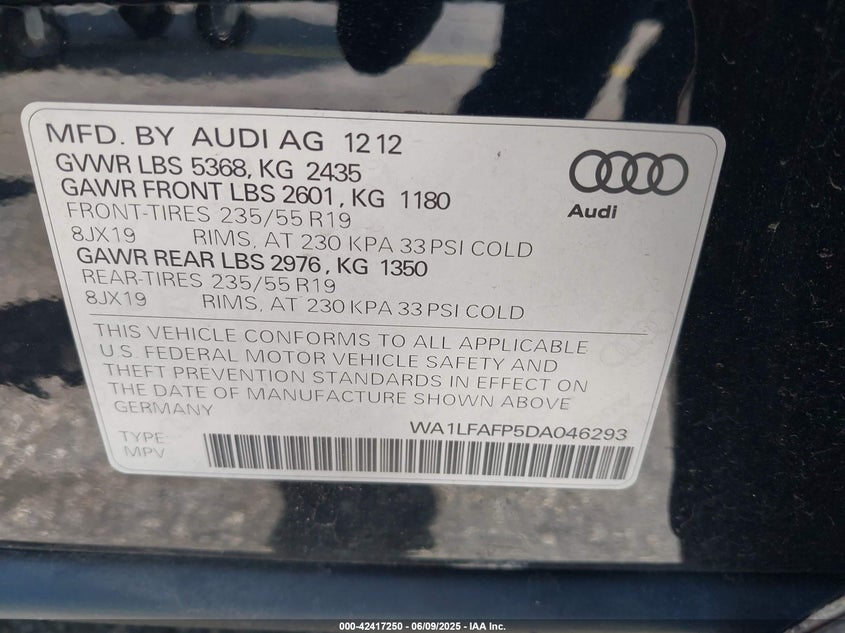 MFD. BY AUDI AG 12 12
GVWR LBS 5368, KG 2435
GAWR FRONT LBS 2601, KG 1180
FRONT-TIRES 235/55 R19
8JX19 RIMS, AT 230 KPA 33 PSI COLD
GAWR REAR LBS 2976, KG 1350
REAR-TIRES 235/55 R19
8JX19 RIMS, AT 230 KPA 33 PSI COLD
Audi
THIS VEHICLE CONFORMS TO ALL APPLICABLE
U.S. FEDERAL MOTOR VEHICLE SAFETY AND
THEFT PREVENTION STANDARDS IN EFFECT ON
THE DATE OF MANUFACTURE SHOWN ABOVE
GERMANY
WA1LFAFP5DA046293
TYPE
MPV
000-42417250 | 06/09/2025 - IAA Inc.